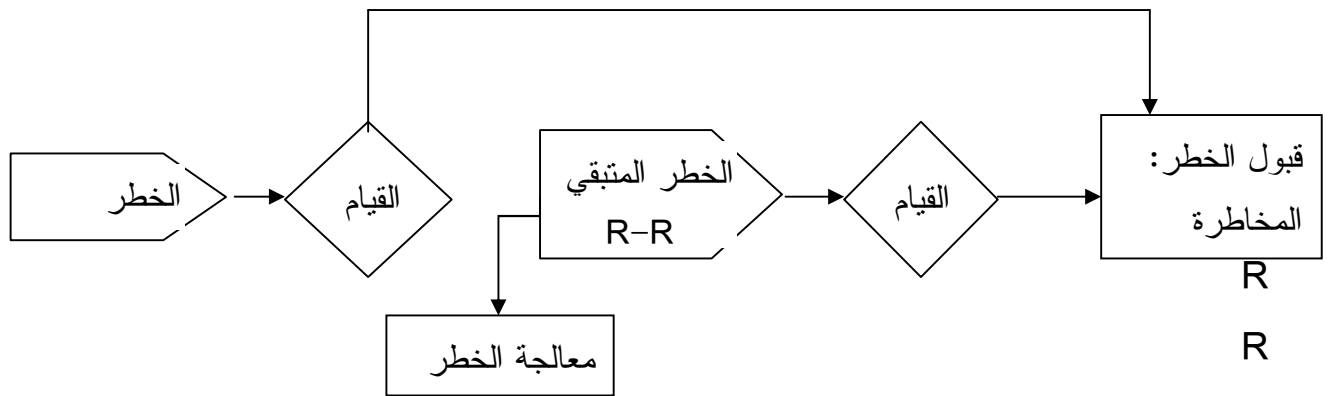 الخطر
القيام
الخطر المتبقي
R–R
القيام
قبول الخطر:
المخاطرة
R
R
معالجة الخطر